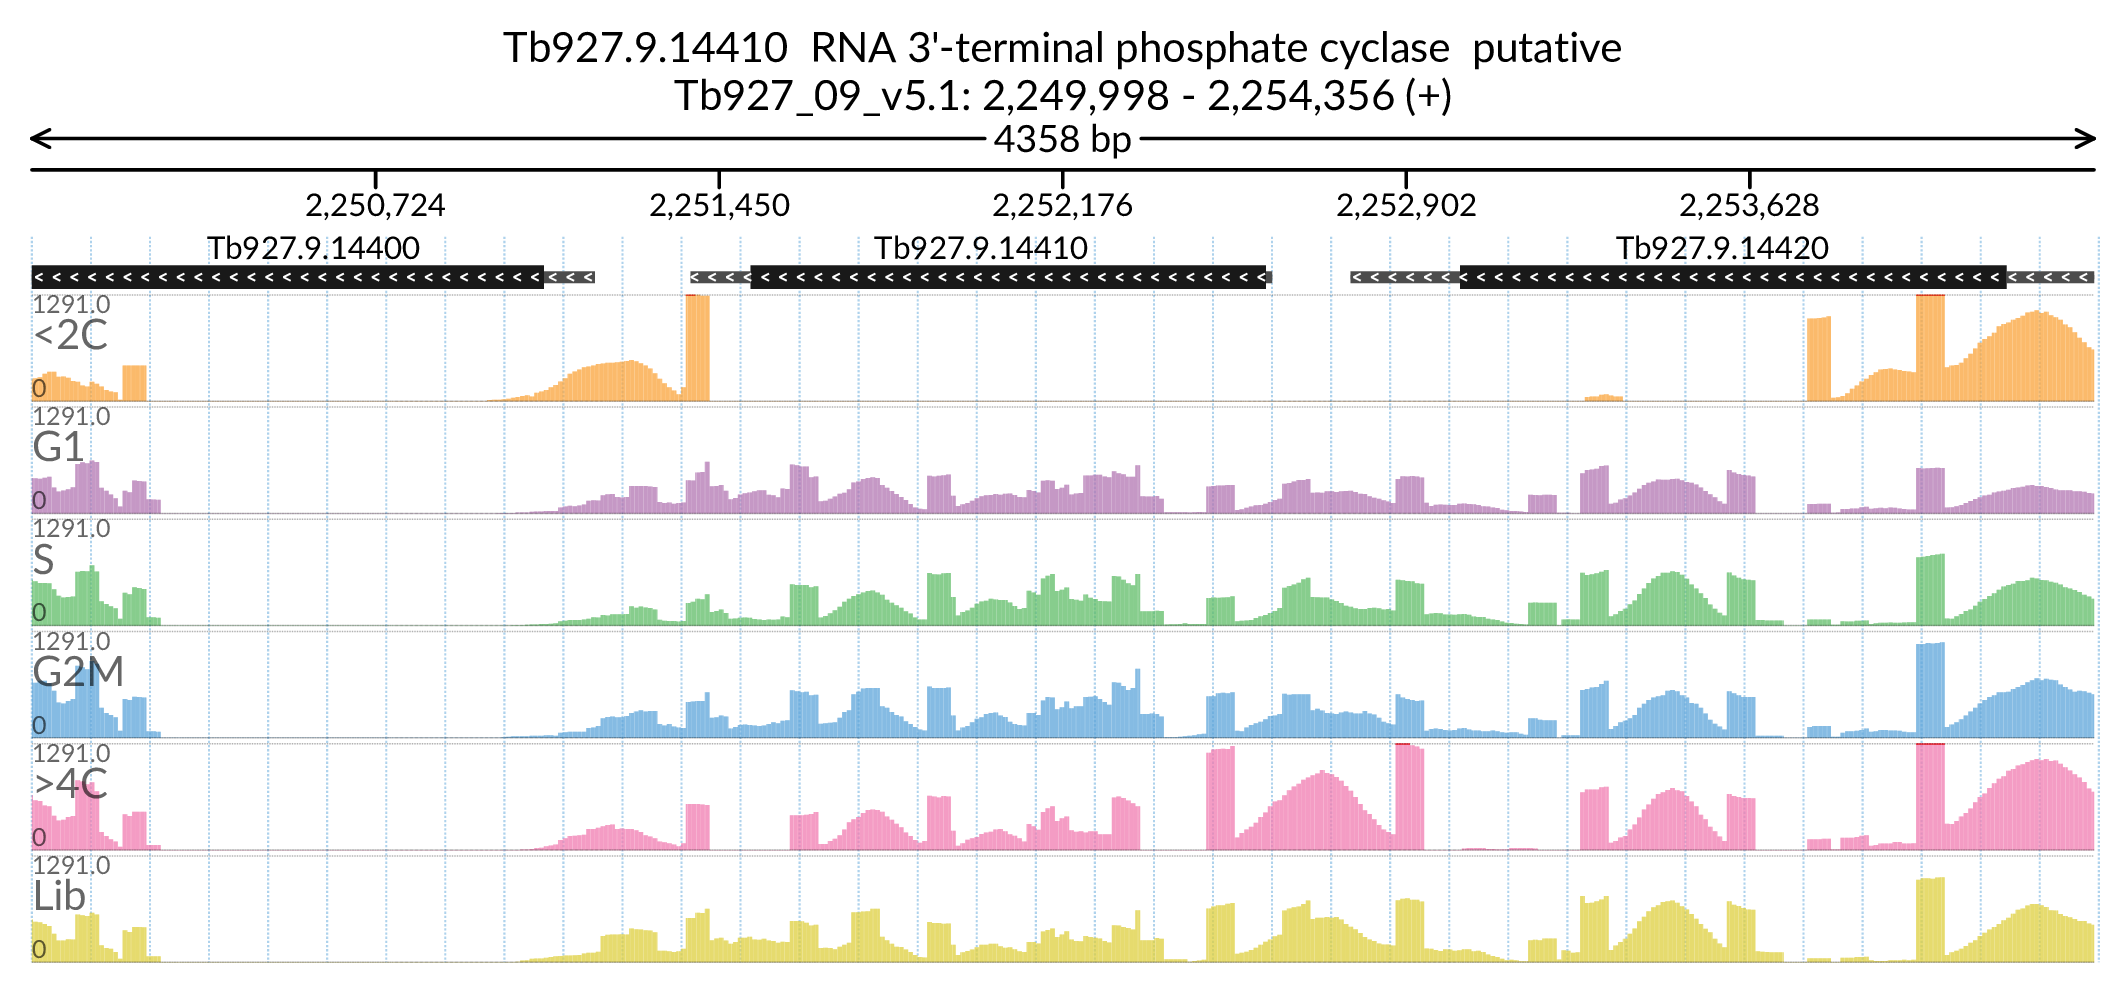 Tb927.9.14410  RNA 3'-terminal phosphate cyclase  putative
Tb927_09_v5.1: 2,249,998 - 2,254,356 (+)
4358 bp
2,250,724 2,251,450 2,252,176 2,252,902 2,253,628
Tb927.9.14400 Tb927.9.14410 Tb927.9.14420
1291.0
<2C
0
1291.0
G1
0
1291.0
S
0
1291.0
G2M
0
1291.0
>4C
0
1291.0
Lib
0